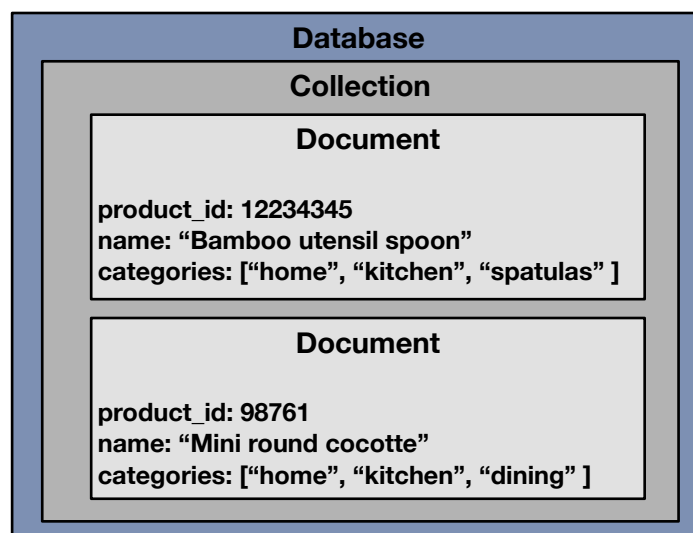 Database
Collection
Document
product_id: 12234345
name: “Bamboo utensil spoon”
categories: [“home”, “kitchen”, “spatulas” ]
Document
product_id: 98761
name: “Mini round cocotte”
categories: [“home”, “kitchen”, “dining” ]